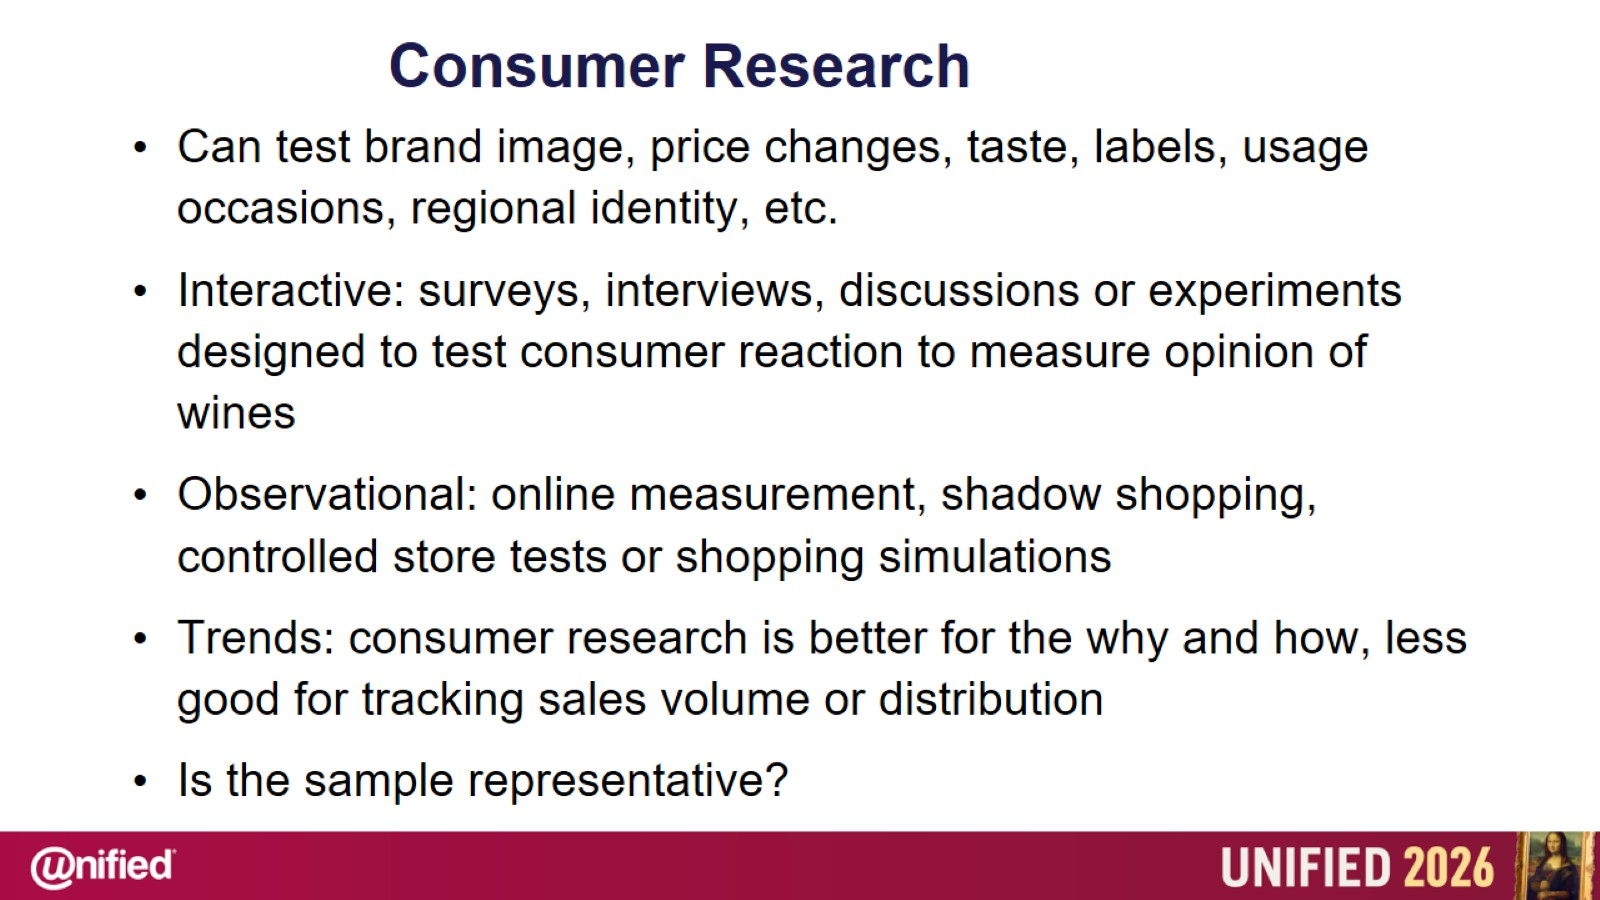 Consumer Research
• Can test brand image, price changes, taste, labels, usage
occasions, regional identity, etc.
• Interactive: surveys, interviews, discussions or experiments
designed to test consumer reaction to measure opinion of
wines
• Observational: online measurement, shadow shopping,
controlled store tests or shopping simulations
• Trends: consumer research is better for the why and how, less
good for tracking sales volume or distribution
• Is the sample representative?
unified
UNIFIED 2026